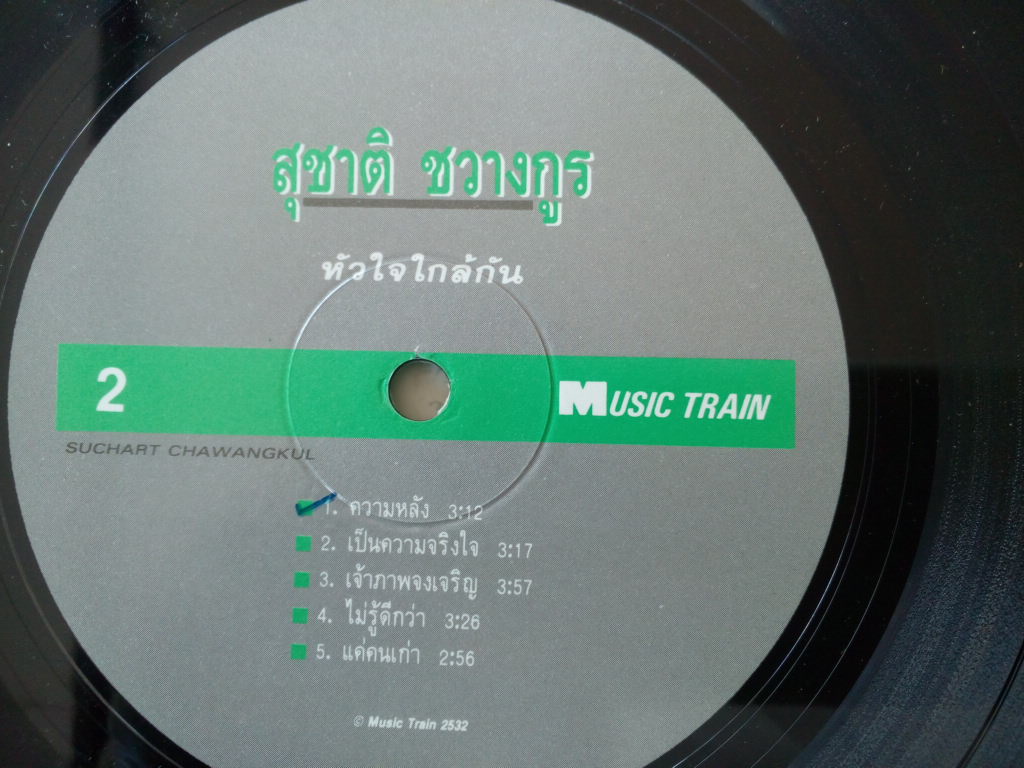 สุชาติ ชวางกูร
หัวใจใกล้กัน
2 MUSIC TRAIN
SUCHART CHAWANGKUL
1. ความหลัง 3:12
2. เป็นความจริงใจ 3:17
3. เจ้าภาพจงเจริญ 3:57
4. ไม่รู้ดีกว่า 3:26
5. แค่คนเก่า 2:56
© Music Train 2532